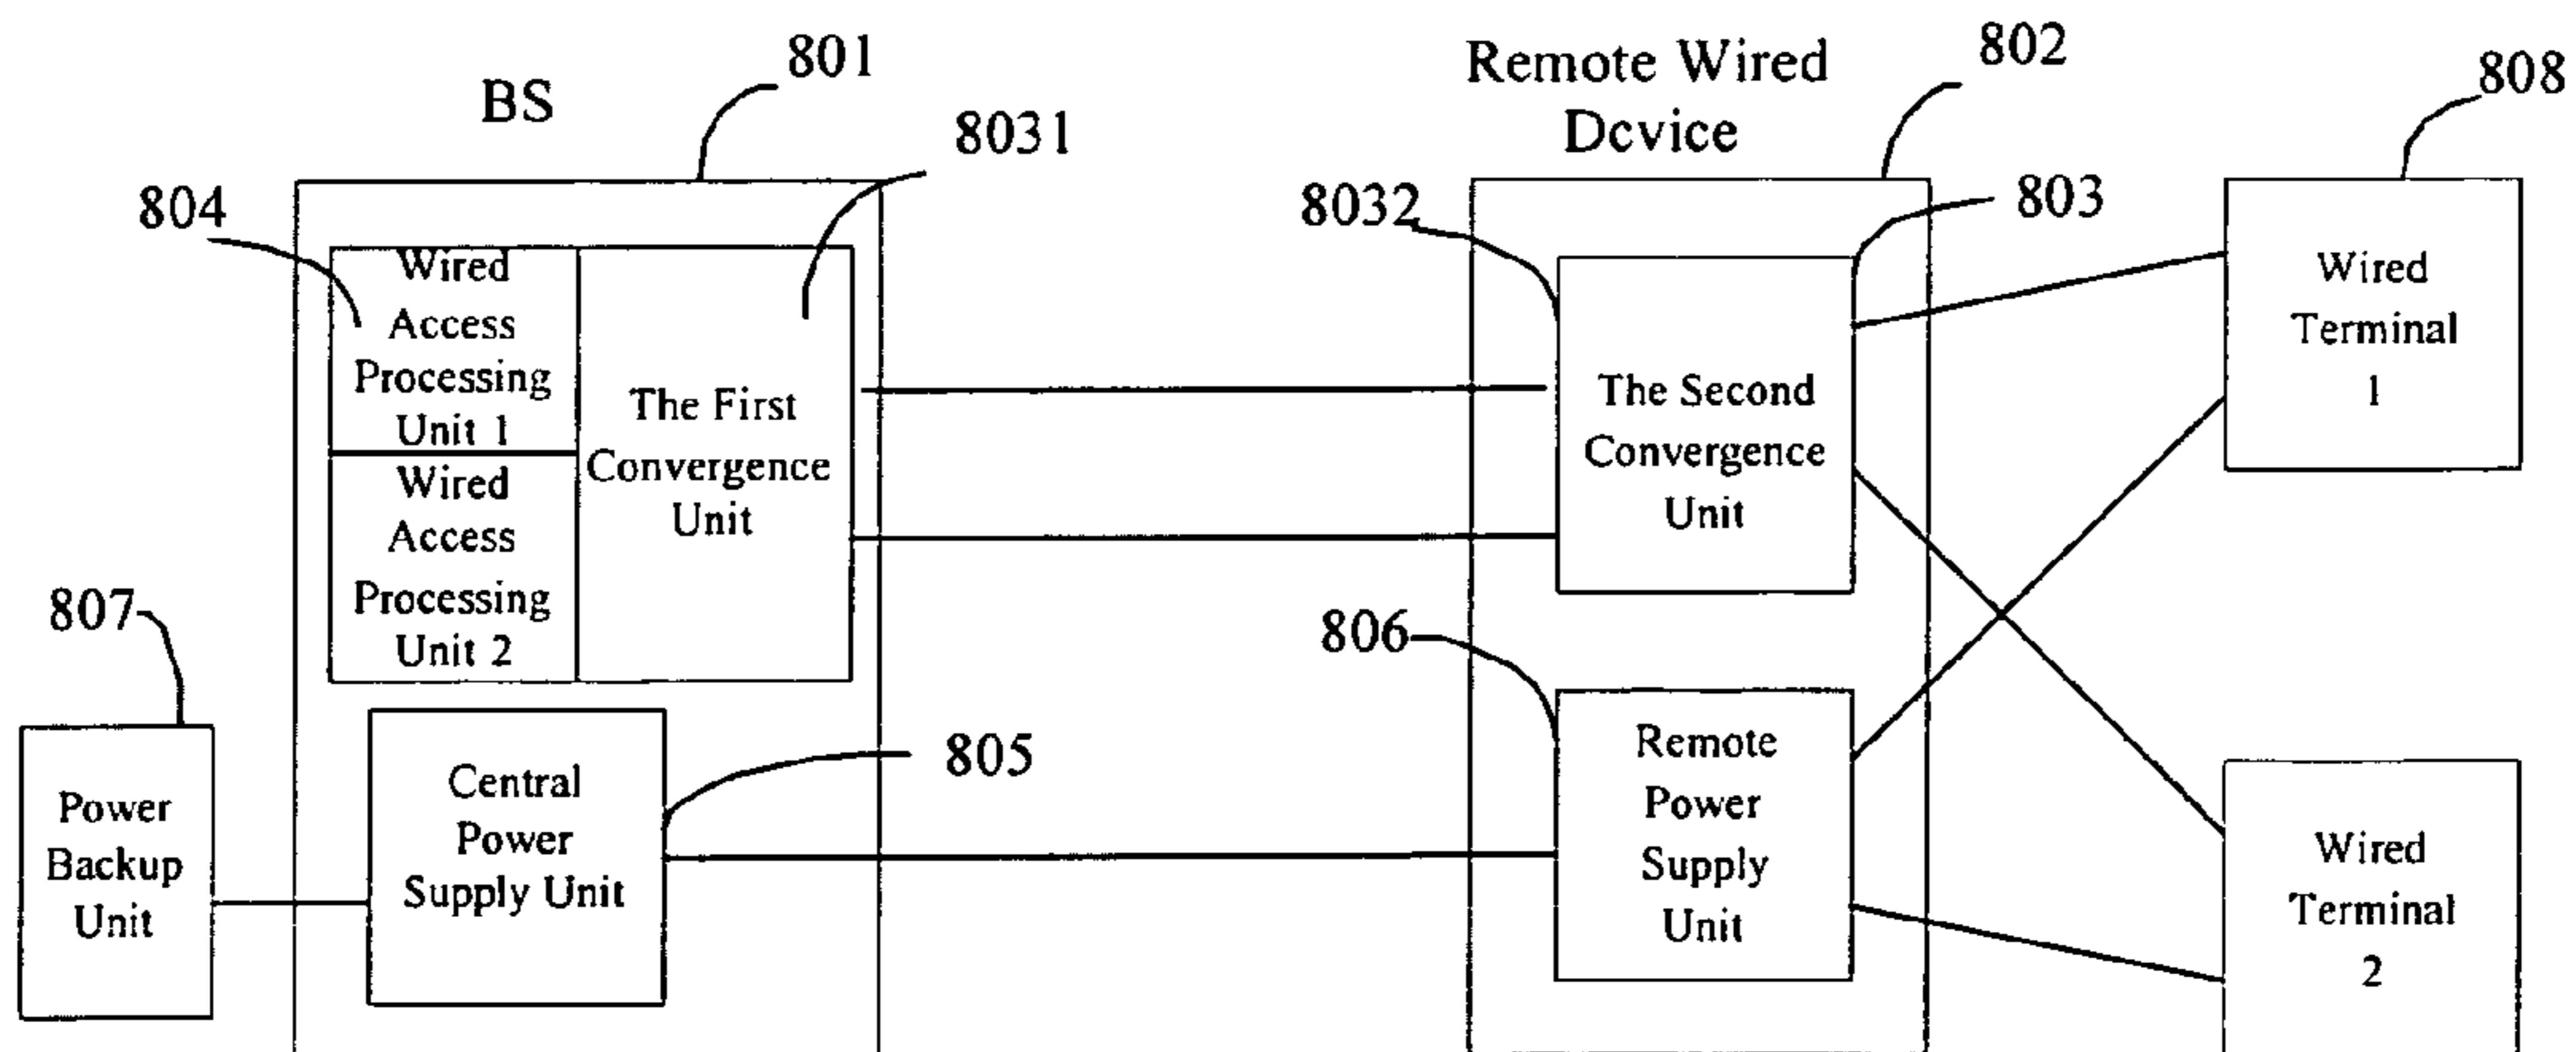 BS
801
8031
804
Wired
Access
Processing
Unit 1
Wired
Access
Processing
Unit 2
The First
Convergence
Unit
807
Power
Backup
Unit
Central
Power
Supply Unit
805
Remote Wired
Dcvice
802
8032
803
The Second
Convergence
Unit
806
Remote
Power
Supply
Unit
808
Wired
Terminal
1
Wired
Terminal
2